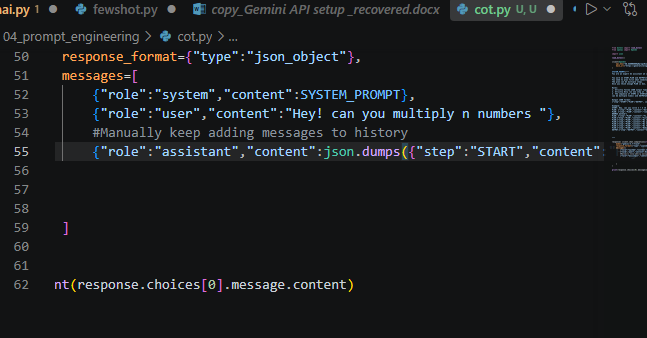 ai.py 1 fewshot.py copy_Gemini API setup _recovered.docx cot.py U, U
04_prompt_engineering > cot.py > ...
50 response_format={"type":"json_object"},
51 messages=[
52 {"role":"system","content":SYSTEM_PROMPT},
53 {"role":"user","content":"Hey! can you multiply n numbers "},
54 #Manually keep adding messages to history
55 {"role":"assistant","content":json.dumps({"step":"START","content"
56
57
58
59 ]
60
61
62 nt(response.choices[0].message.content)